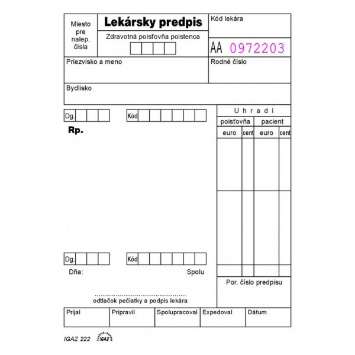 Miesto
pre
nalep.
čísla
Lekársky predpis
Zdravotná poisťovňa poistenca
Kód lekára
AA 0972203
Priezvisko a meno
Rodné číslo
Bydlisko
Dg.
Kód
Rp.
Uhradí
poisťovňa
pacient
euro
cent
euro
cent
Dg.
Kód
Dňa:
Spolu
odtlačok pečiatky a podpis lekára
Por. číslo predpisu
Prijal
Pripravil
Spolupracoval
Expedoval
Dátum
IGAZ 222
IGAZ